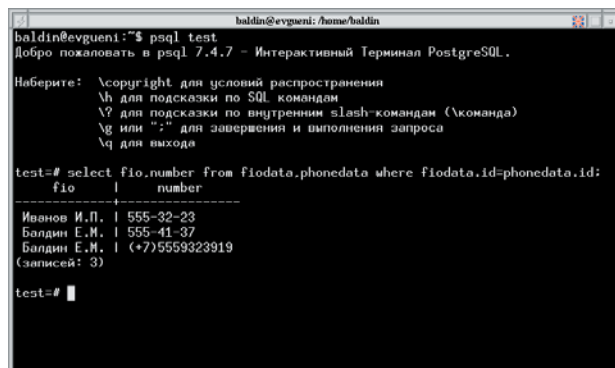 baldin@evgueni: /home/baldin
baldin@evgueni:~$ psql test
Добро пожаловать в psql 7.4.7 - Интерактивный Терминал PostgreSQL.
Наберите: \copyright для условий распространения
\h для подсказки по SQL командам
\? для подсказки по внутренним slash-командам (\команда)
\g или ";" для завершения и выполнения запроса
\q для выхода
test=# select fio,number from fiodata,phonedata where fiodata.id=phonedata.id;
fio | number
-------------+----------------
Иванов И.П. | 555-32-23
Балдин Е.М. | 555-41-37
Балдин Е.М. | (+7)5559323919
(записей: 3)
test=#